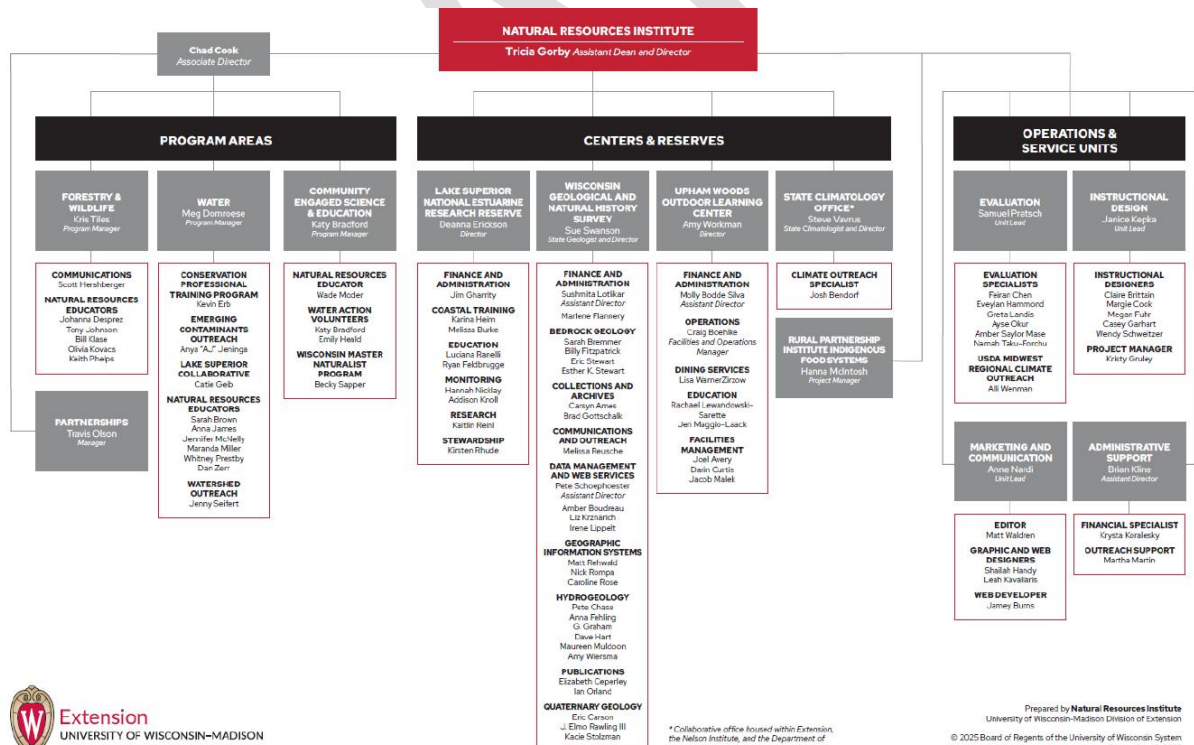 NATURAL RESOURCES INSTITUTE
Tricia Gorby Assistant Dean and Director
Chad Cook
Associate Director
PROGRAM AREAS
FORESTRY &
WILDLIFE
Kris Tiles
Program Manager
COMMUNICATIONS
Scott Hershberger
NATURAL RESOURCES
EDUCATORS
Johanna Desprez
Tony Johnson
Bill Klase
Olivia Kovacs
Keith Phelps
PARTNERSHIPS
Travis Olson
Manager
WATER
Meg Domroese
Program Manager
CONSERVATION
PROFESSIONAL
TRAINING PROGRAM
Kevin Erb
EMERGING
CONTAMINANTS
OUTREACH
Anya "AJ" Jeninga
LAKE SUPERIOR
COLLABORATIVE
Catie Geib
NATURAL RESOURCES
EDUCATORS
Sarah Brown
Anna James
Jennifer McNelly
Maranda Miller
Whitney Prestby
Dan Zerr
WATERSHED
OUTREACH
Jenny Seifert
COMMUNITY
ENGAGED SCIENCE
& EDUCATION
Katy Bradford
Program Manager
NATURAL RESOURCES
EDUCATOR
Wade Moder
WATER ACTION
VOLUNTEERS
Katy Bradford
Emily Heald
WISCONSIN MASTER
NATURALIST
PROGRAM
Becky Sapper
CENTERS & RESERVES
LAKE SUPERIOR
NATIONAL ESTUARINE
RESEARCH RESERVE
Deanna Erickson
Director
FINANCE AND
ADMINISTRATION
Jim Gharrity
COASTAL TRAINING
Karina Heim
Melissa Burke
EDUCATION
Luciana Ranelli
Ryan Feldbrugge
MONITORING
Hannah Nicklay
Addison Knoll
RESEARCH
Kaitlin Reinl
STEWARDSHIP
Kirsten Rhude
WISCONSIN
GEOLOGICAL AND
NATURAL HISTORY
SURVEY
Sue Swanson
State Geologist and Director
FINANCE AND
ADMINISTRATION
Sushmita Lotlikar
Assistant Director
Marlene Flannery
BEDROCK GEOLOGY
Sarah Bremner
Billy Fitzpatrick
Eric Stewart
Esther K. Stewart
COLLECTIONS AND
ARCHIVES
Carsyn Ames
Brad Gottschalk
COMMUNICATIONS
AND OUTREACH
Melissa Reusche
DATA MANAGEMENT
AND WEB SERVICES
Pete Schoephoester
Assistant Director
Amber Boudreau
Liz Krznarich
Irene Lippelt
GEOGRAPHIC
INFORMATION SYSTEMS
Matt Rehwald
Nick Rompa
Caroline Rose
HYDROGEOLOGY
Pete Chase
Anna Fehling
G. Graham
Dave Hart
Maureen Muldoon
Amy Wiersma
PUBLICATIONS
Elizabeth Ceperley
Ian Orland
QUATERNARY GEOLOGY
Eric Carson
J. Elmo Rawling III
Kacie Stolzman
UPHAM WOODS
OUTDOOR LEARNING
CENTER
Amy Workman
Director
FINANCE AND
ADMINISTRATION
Molly Bodde Silva
Assistant Director
OPERATIONS
Craig Boehlke
Facilities and Operations
Manager
DINING SERVICES
Lisa WarnerZirzow
EDUCATION
Rachael Lewandowski-
Sarette
Jen Maggio-Laack
FACILITIES
MANAGEMENT
Joel Avery
Darin Curtis
Jacob Malek
STATE CLIMATOLOGY
OFFICE*
Steve Vavrus
State Climatologist and Director
CLIMATE OUTREACH
SPECIALIST
Josh Bendorf
RURAL PARTNERSHIP
INSTITUTE INDIGENOUS
FOOD SYSTEMS
Hanna McIntosh
Project Manager
OPERATIONS &
SERVICE UNITS
EVALUATION
Samuel Pratsch
Unit Lead
EVALUATION
SPECIALISTS
Feiran Chen
Eveylan Hammond
Greta Landis
Ayse Okur
Amber Saylor Mase
Namah Taku-Forchu
USDA MIDWEST
REGIONAL CLIMATE
OUTREACH
Alli Wenman
INSTRUCTIONAL
DESIGN
Janice Kepka
Unit Lead
INSTRUCTIONAL
DESIGNERS
Claire Brittain
Margie Cook
Megan Fuhr
Casey Garhart
Wendy Schweitzer
PROJECT MANAGER
Kristy Gruley
MARKETING AND
COMMUNICATION
Anne Nardi
Unit Lead
EDITOR
Matt Waldren
GRAPHIC AND WEB
DESIGNERS
Shailah Handy
Leah Kavallaris
WEB DEVELOPER
Jamey Burns
ADMINISTRATIVE
SUPPORT
Brian Kline
Assistant Director
FINANCIAL SPECIALIST
Krysta Koralesky
OUTREACH SUPPORT
Martha Martin
W
Extension
UNIVERSITY OF WISCONSIN–MADISON
* Collaborative office housed within Extension,
the Nelson Institute, and the Department of
Prepared by Natural Resources Institute
University of Wisconsin-Madison Division of Extension
© 2025 Board of Regents of the University of Wisconsin System